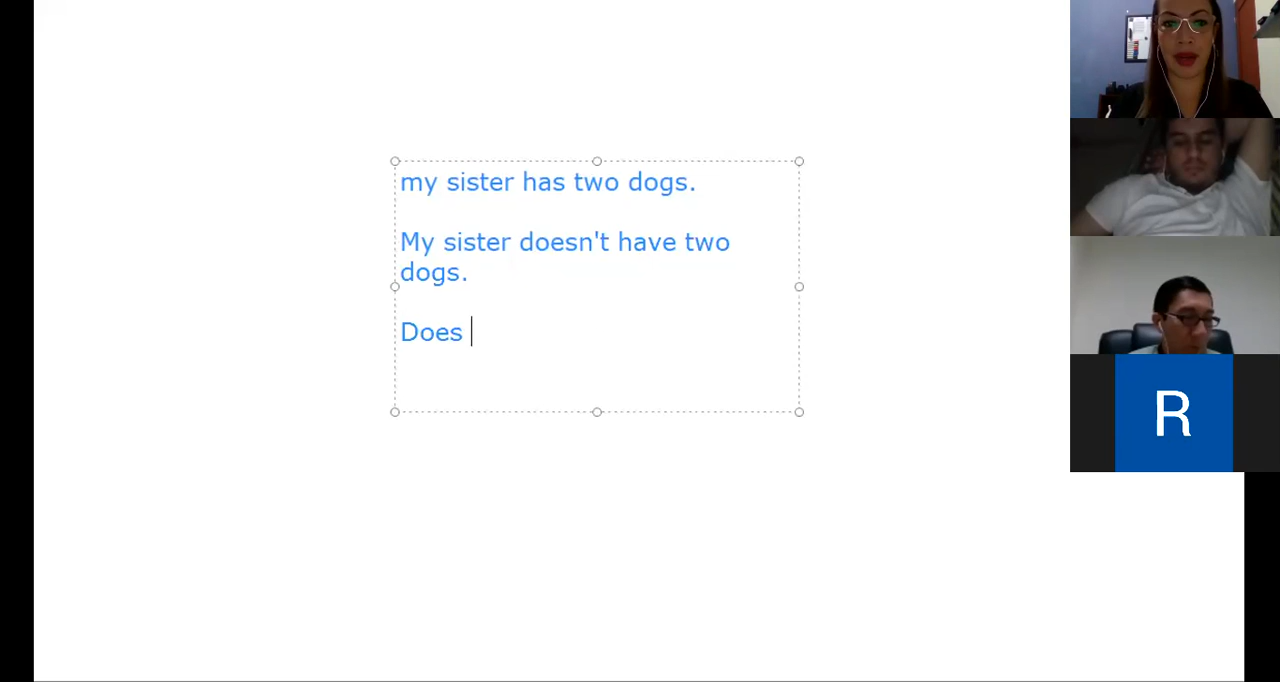 my sister has two dogs.
My sister doesn't have two
dogs.
Does
R